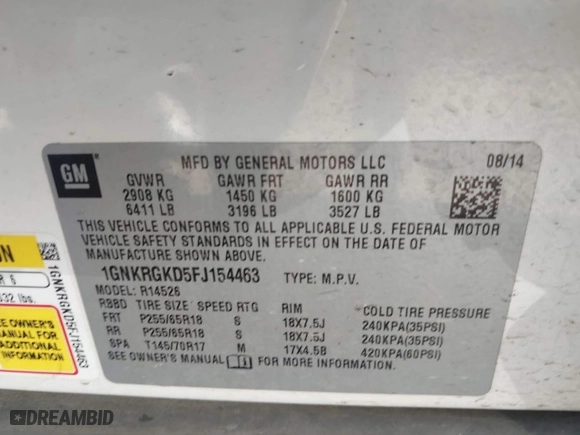 GM
MFD BY GENERAL MOTORS LLC 08/14
GVWR GAWR FRT GAWR RR
2908 KG 1450 KG 1600 KG
6411 LB 3196 LB 3527 LB
THIS VEHICLE CONFORMS TO ALL APPLICABLE U.S. FEDERAL MOTOR
VEHICLE SAFETY STANDARDS IN EFFECT ON THE DATE OF
MANUFACTURE SHOWN ABOVE.
1GNKRGKD5FJ154463 TYPE: M.P.V.
MODEL: R14526
RBBD TIRE SIZE SPEED RTG RIM COLD TIRE PRESSURE
FRT P255/65R18 S 18X7.5J 240KPA(35PSI)
RR P255/65R18 S 18X7.5J 240KPA(35PSI)
SPA T145/70R17 M 17X4.5B 420KPA(60PSI)
SEE OWNER'S MANUAL FOR MORE INFORMATION.
R 6
lbs.
SEE OWNER'S
MANUAL FOR
ADDITIONAL
INFORMATION
1GNKRGKD5FJ154463
DREAMBID